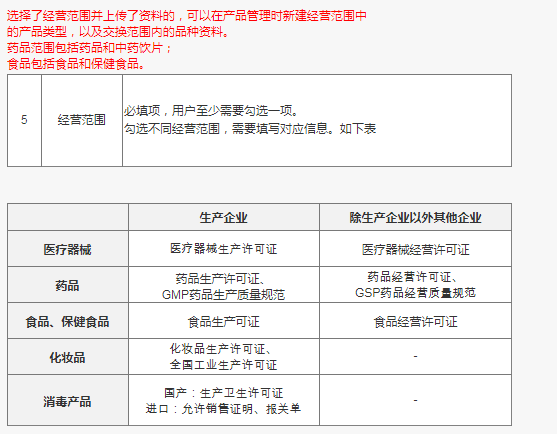 选择了经营范围并上传了资料的，可以在产品管理时新建经营范围中
的产品类型，以及交换范围内的品种资料。
药品范围包括药品和中药饮片；
食品包括食品和保健食品。
5 经营范围 必填项，用户至少需要勾选一项。
勾选不同经营范围，需要填写对应信息。如下表
生产企业 除生产企业以外其他企业
医疗器械 医疗器械生产许可证 医疗器械经营许可证
药品 药品生产许可证、 药品经营许可证、
GMP药品生产质量规范 GSP药品经营质量规范
食品、保健食品 食品生产可证 食品经营许可证
化妆品 化妆品生产许可证、 -
全国工业生产许可证
消毒产品 国产：生产卫生许可证 -
进口：允许销售证明、报关单